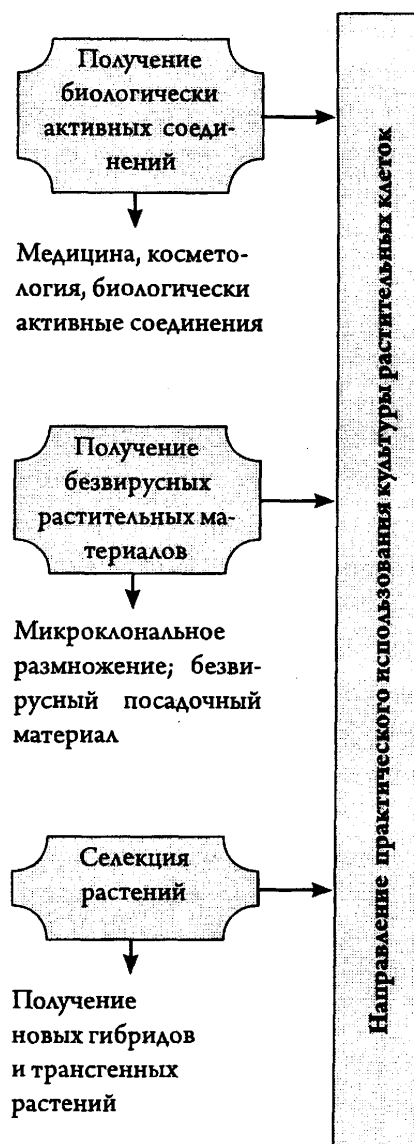 Получение
биологически
активных соеди-
нений
Медицина, космето-
логия, биологически
активные соединения
Получение
безвирусных
растительных ма-
териалов
Микроклональное
размножение; безви-
русный посадочный
материал
Селекция
растений
Получение
новых гибридов
и трансгенных
растений
Направление практического использования культуры растительных клеток